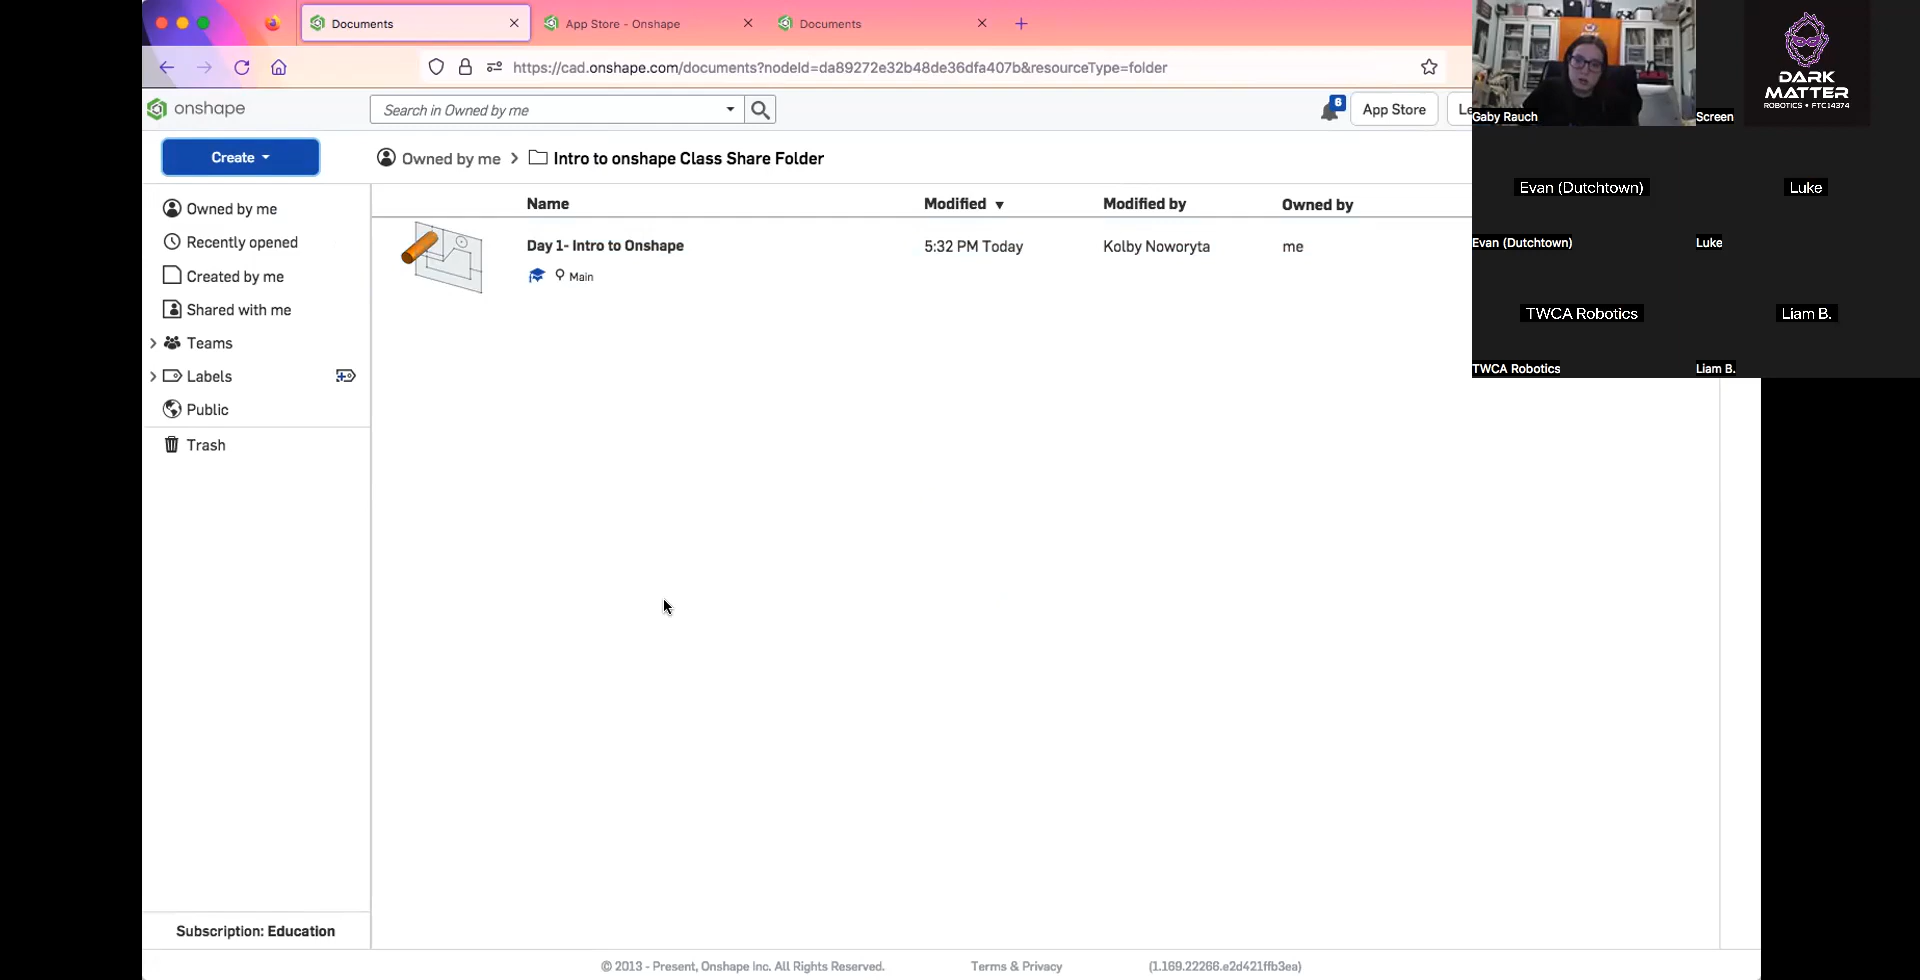 Documents
App Store - Onshape
Documents
https://cad.onshape.com/documents?nodeId=da89272e32b48de36dfa407b&resourceType=folder
onshape
Search in Owned by me
6
App Store
Create
Owned by me
Intro to onshape Class Share Folder
Owned by me
Recently opened
Created by me
Shared with me
Teams
Labels
Public
Trash
Name
Modified
Modified by
Owned by
Day 1- Intro to Onshape
5:32 PM Today
Kolby Noworyta
me
Main
Gaby Rauch
Screen
DARK
MATTER
ROBOTICS • FTC14374
Evan (Dutchtown)
Luke
Evan (Dutchtown)
Luke
TWCA Robotics
Liam B.
TWCA Robotics
Liam B.
Subscription: Education
© 2013 - Present, Onshape Inc. All Rights Reserved.
Terms & Privacy
(1.169.22266.e2d421ffb3ea)